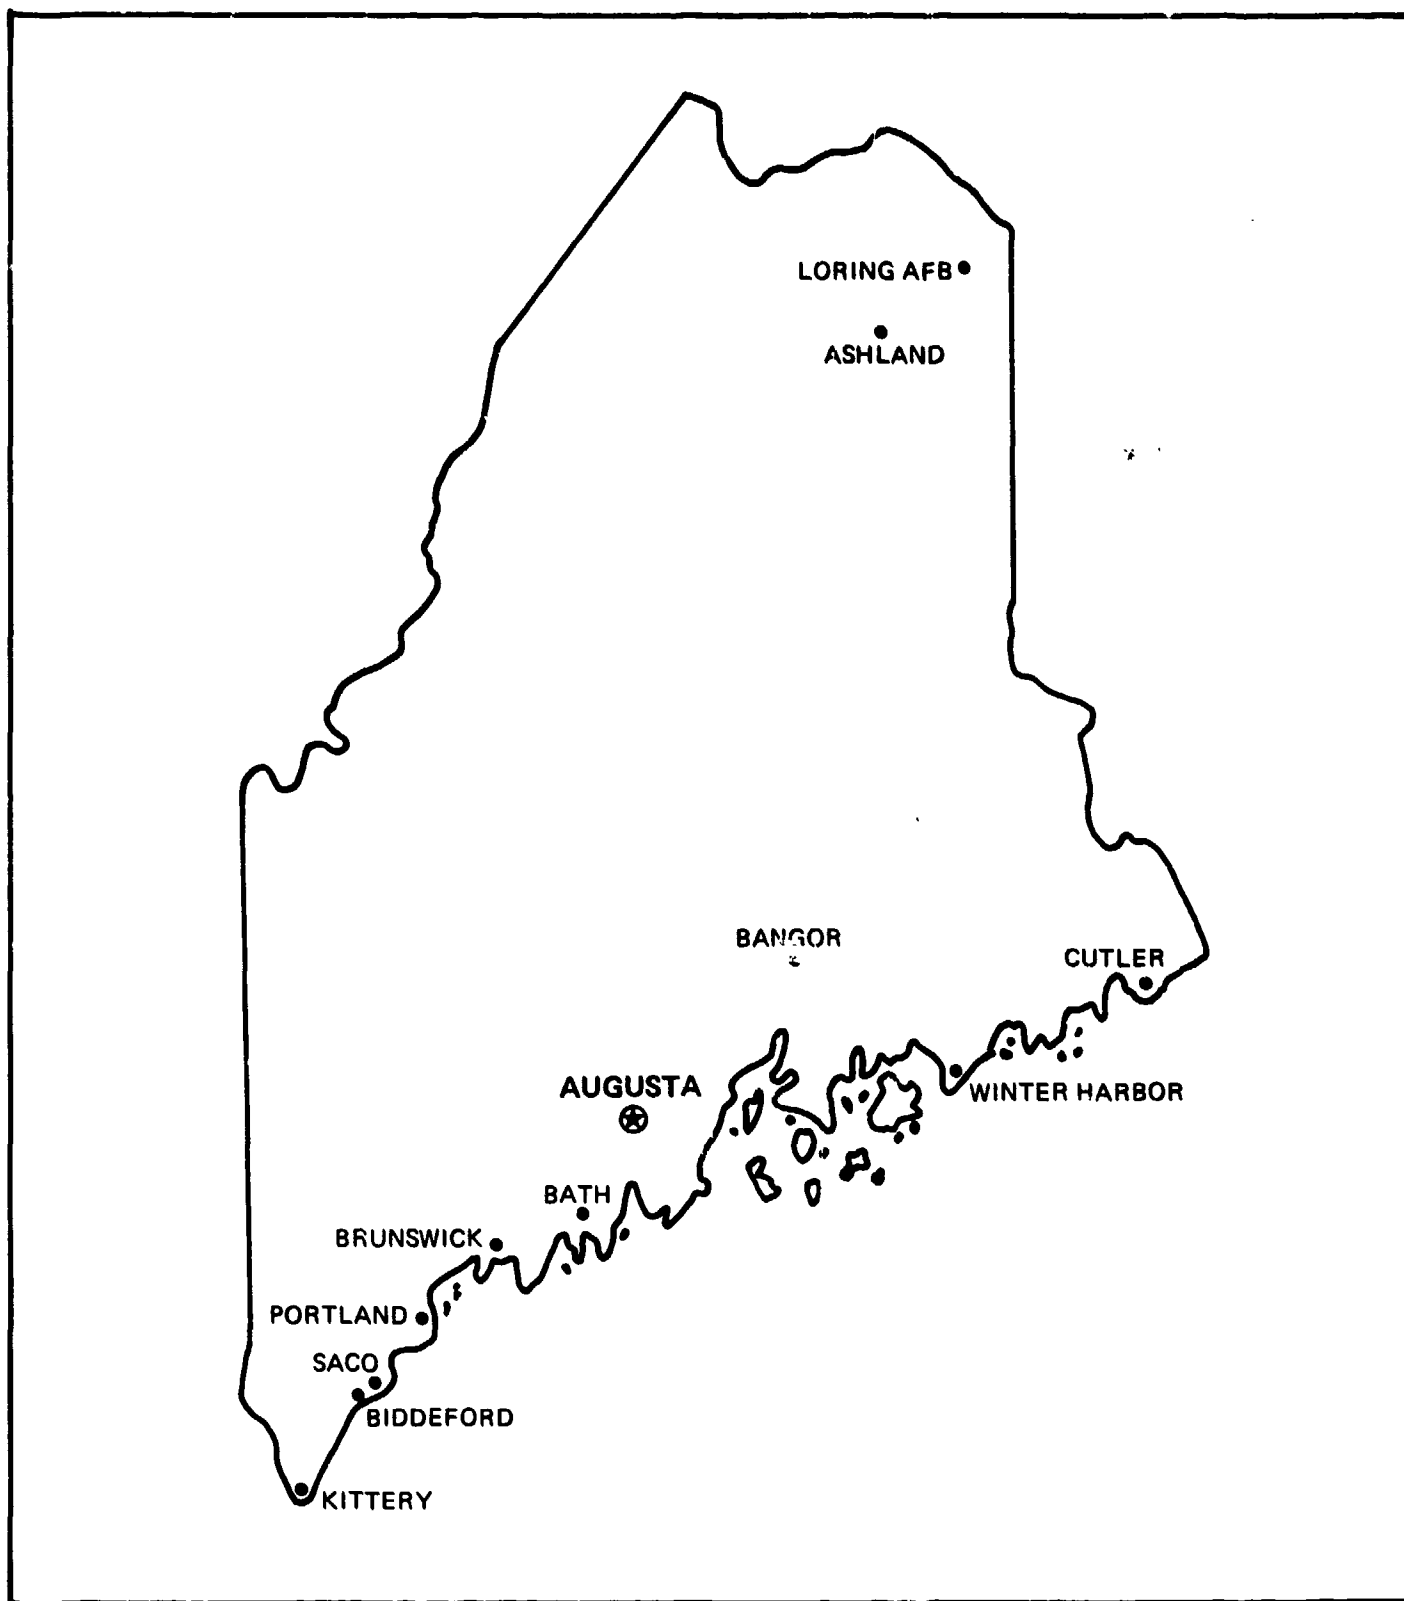 LORING AFB
ASHLAND
BANGOR
CUTLER
AUGUSTA
WINTER HARBOR
BATH
BRUNSWICK
PORTLAND
SACO
BIDDEFORD
KITTERY